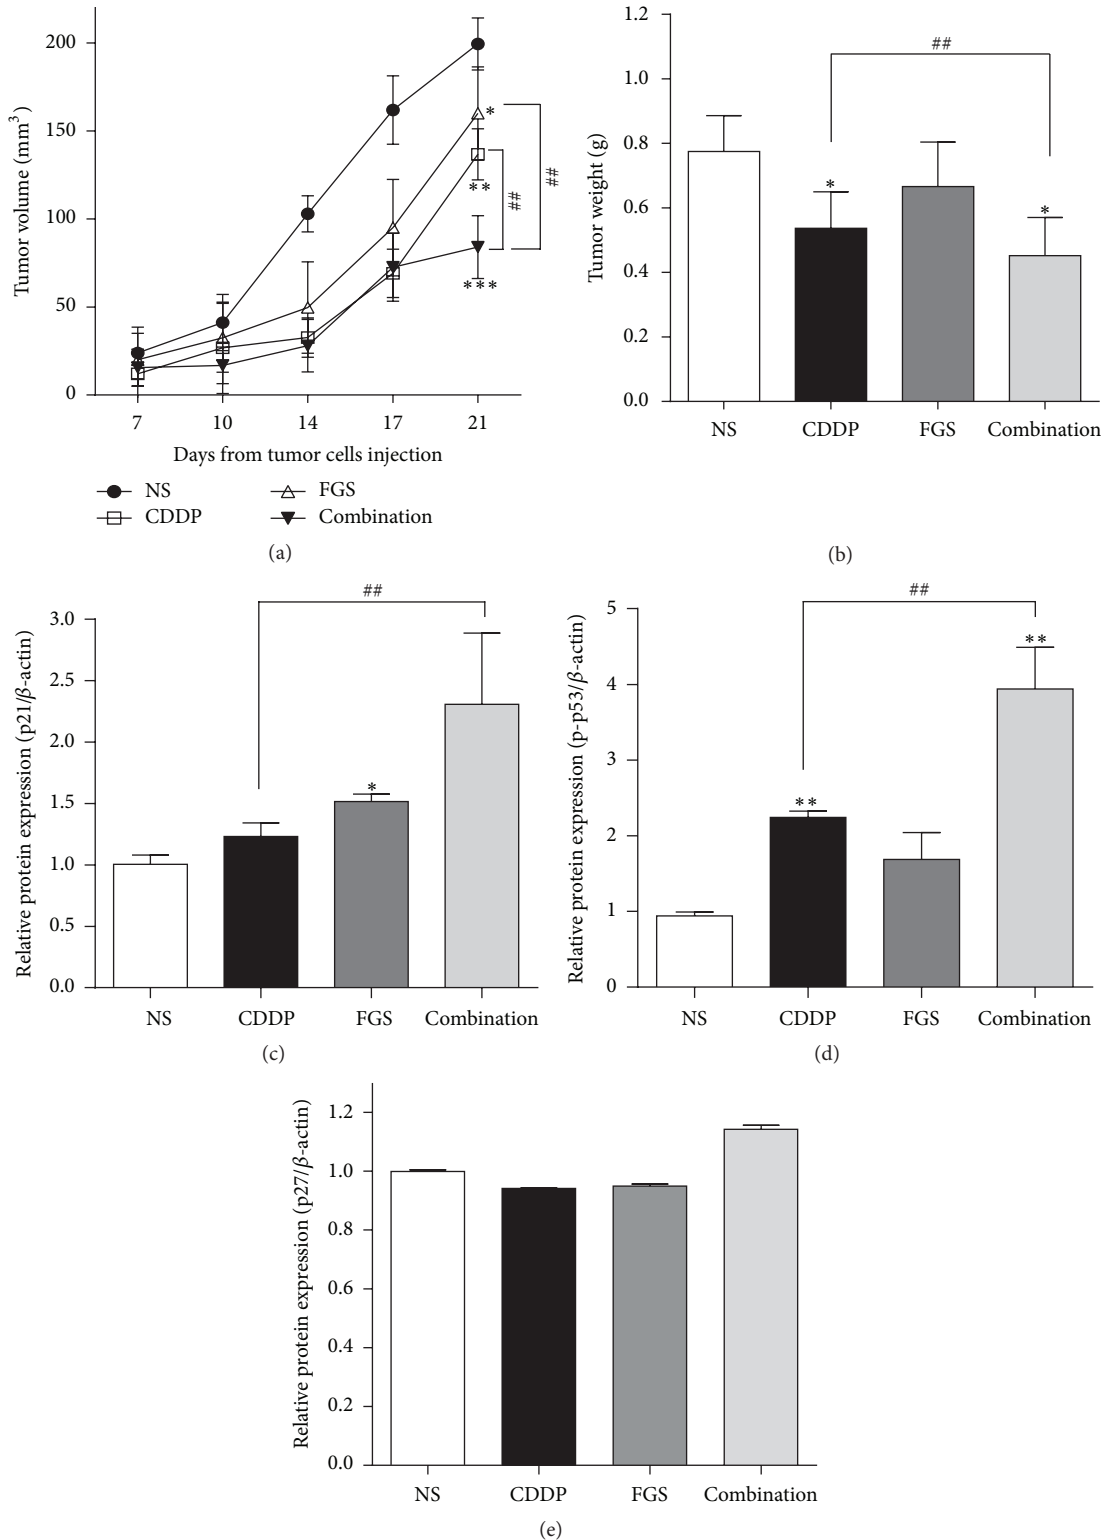 Tumor volume (mm³)
200
150
100
50
0
7 10 14 17 21
Days from tumor cells injection
*
**
***
##
##
NS FGS
CDDP Combination
(a)
Tumor weight (g)
1.2
1.0
0.8
0.6
0.4
0.2
0.0
##
*
*
NS CDDP FGS Combination
(b)
Relative protein expression (p21/β-actin)
3.0
2.5
2.0
1.5
1.0
0.5
0.0
##
*
NS CDDP FGS Combination
(c)
Relative protein expression (p-p53/β-actin)
5
4
3
2
1
0
##
**
**
NS CDDP FGS Combination
(d)
Relative protein expression (p27/β-actin)
1.2
1.0
0.8
0.6
0.4
0.2
0.0
NS CDDP FGS Combination
(e)